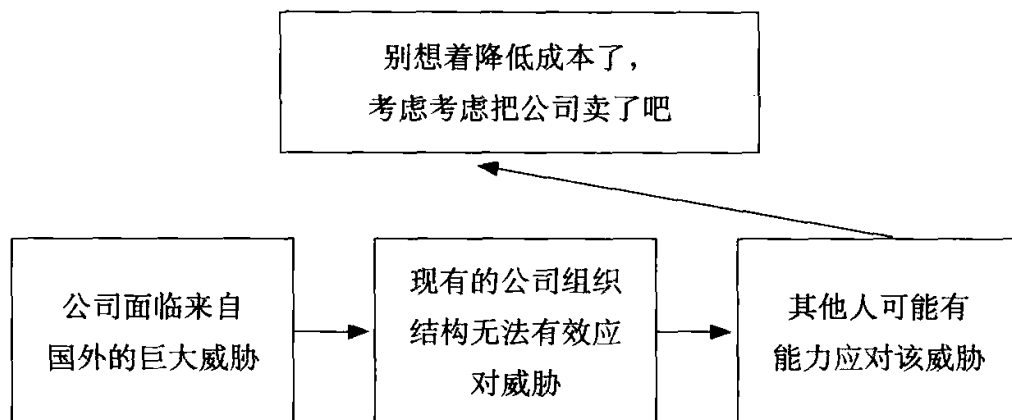 别想着降低成本了，
考虑考虑把公司卖了吧
公司面临来自
国外的巨大威胁
现有的公司组织
结构无法有效应
对威胁
其他人可能有
能力应对该威胁